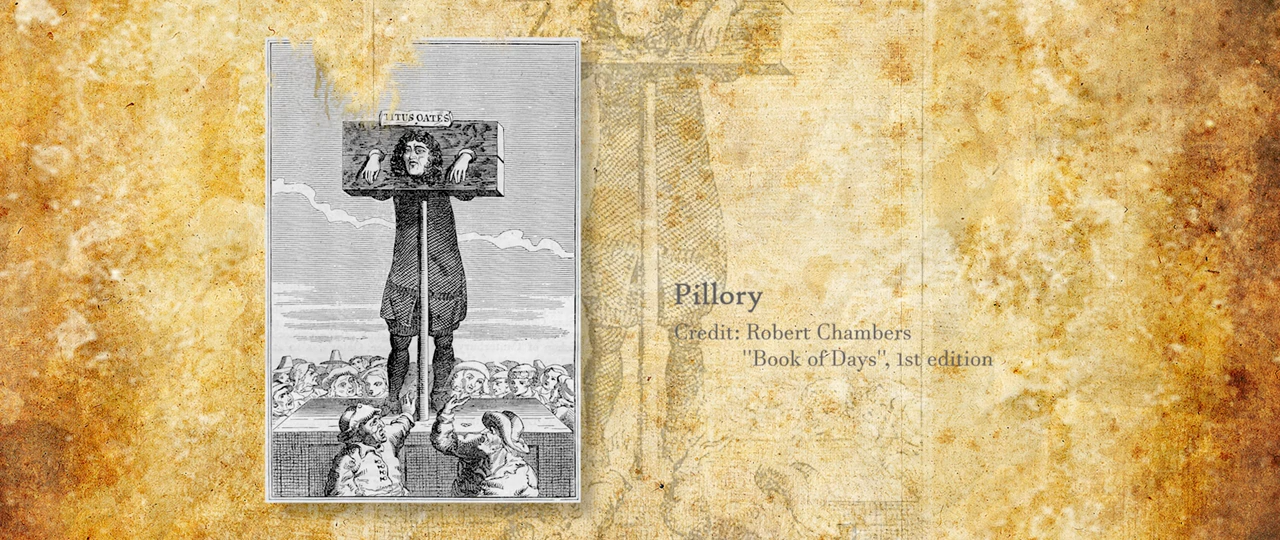 TITUS OATES
Pillory
Credit: Robert Chambers
"Book of Days", 1st edition